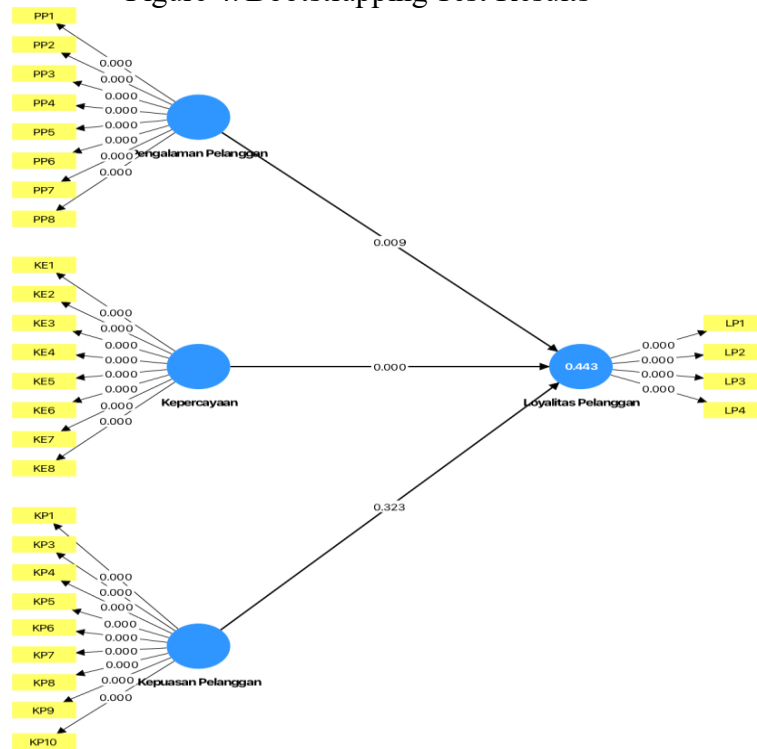 Figure 4. Bootstrapping Test Results
PP1
PP2
PP3
PP4
PP5
PP6
PP7
PP8
0.000
0.000
0.000
0.000
0.000
0.000
0.000
0.000
Pengalaman Pelanggan
0.009
KE1
KE2
KE3
KE4
KE5
KE6
KE7
KE8
0.000
0.000
0.000
0.000
0.000
0.000
0.000
0.000
Kepercayaan
0.000
KP1
KP3
KP4
KP5
KP6
KP7
KP8
KP9
KP10
0.000
0.000
0.000
0.000
0.000
0.000
0.000
0.000
0.000
Kepuasan Pelanggan
0.323
0.443
Loyalitas Pelanggan
0.000
0.000
0.000
0.000
LP1
LP2
LP3
LP4